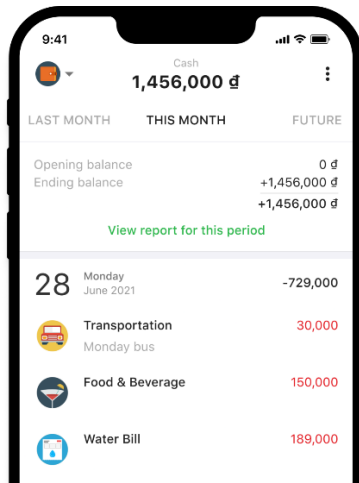 9:41
Cash
1,456,000 ₫
LAST MONTH THIS MONTH FUTURE
Opening balance 0 ₫
Ending balance +1,456,000 ₫
+1,456,000 ₫
View report for this period
28 Monday -729,000
June 2021
Transportation 30,000
Monday bus
Food & Beverage 150,000
Water Bill 189,000